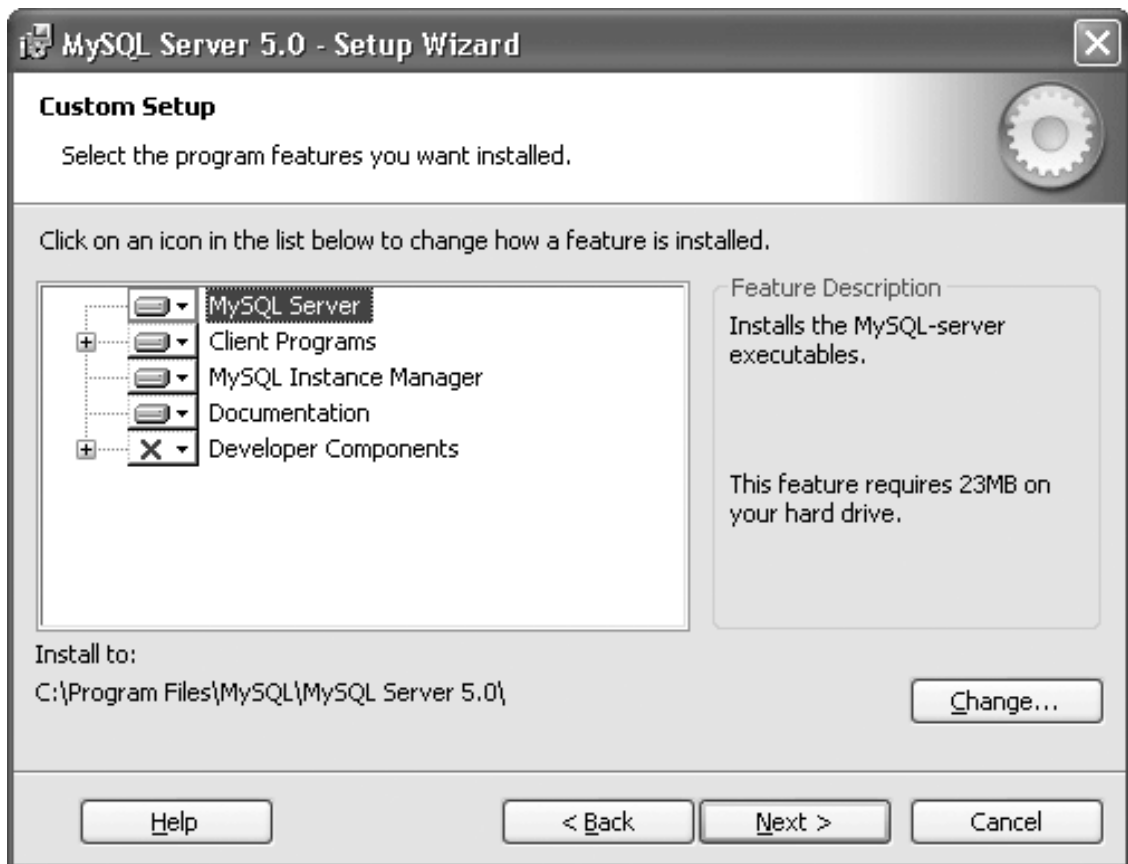 MySQL Server 5.0 - Setup Wizard
Custom Setup
Select the program features you want installed.
Click on an icon in the list below to change how a feature is installed.
MySQL Server
Client Programs
MySQL Instance Manager
Documentation
Developer Components
Feature Description
Installs the MySQL-server
executables.
This feature requires 23MB on
your hard drive.
Install to:
C:\Program Files\MySQL\MySQL Server 5.0\
Change...
Help
< Back
Next >
Cancel